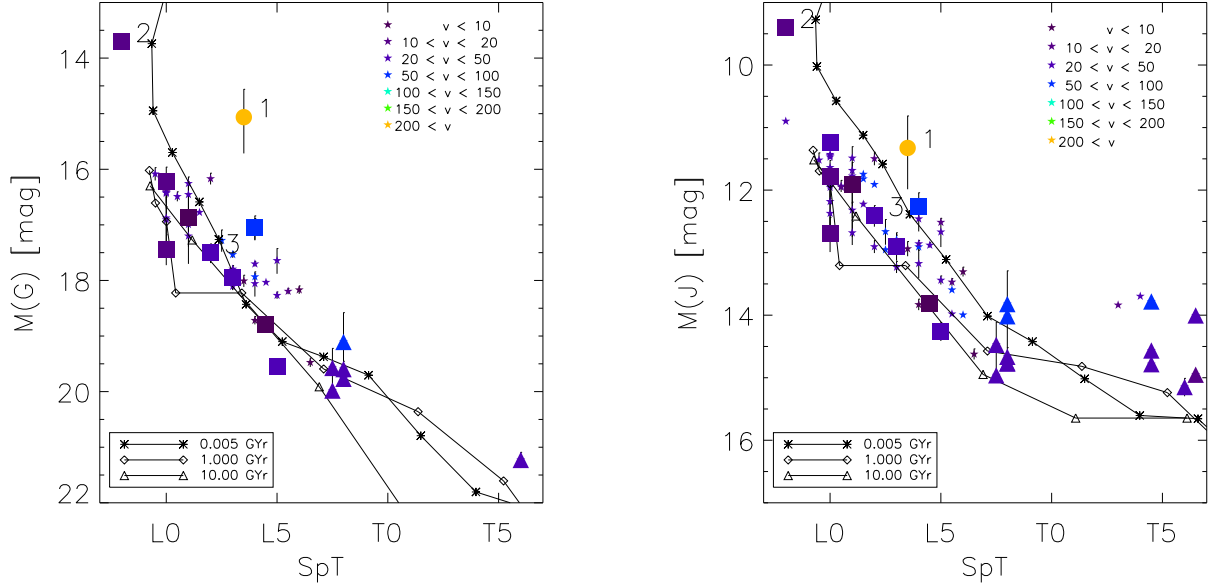 2
1
3
v < 10
10 < v < 20
20 < v < 50
50 < v < 100
100 < v < 150
150 < v < 200
200 < v
14
16
18
20
22
M(G) [mag]
0.005 GYr
1.000 GYr
10.00 GYr
L0 L5 T0 T5
SpT
2
1
3
v < 10
10 < v < 20
20 < v < 50
50 < v < 100
100 < v < 150
150 < v < 200
200 < v
10
12
14
16
M(J) [mag]
0.005 GYr
1.000 GYr
10.00 GYr
L0 L5 T0 T5
SpT